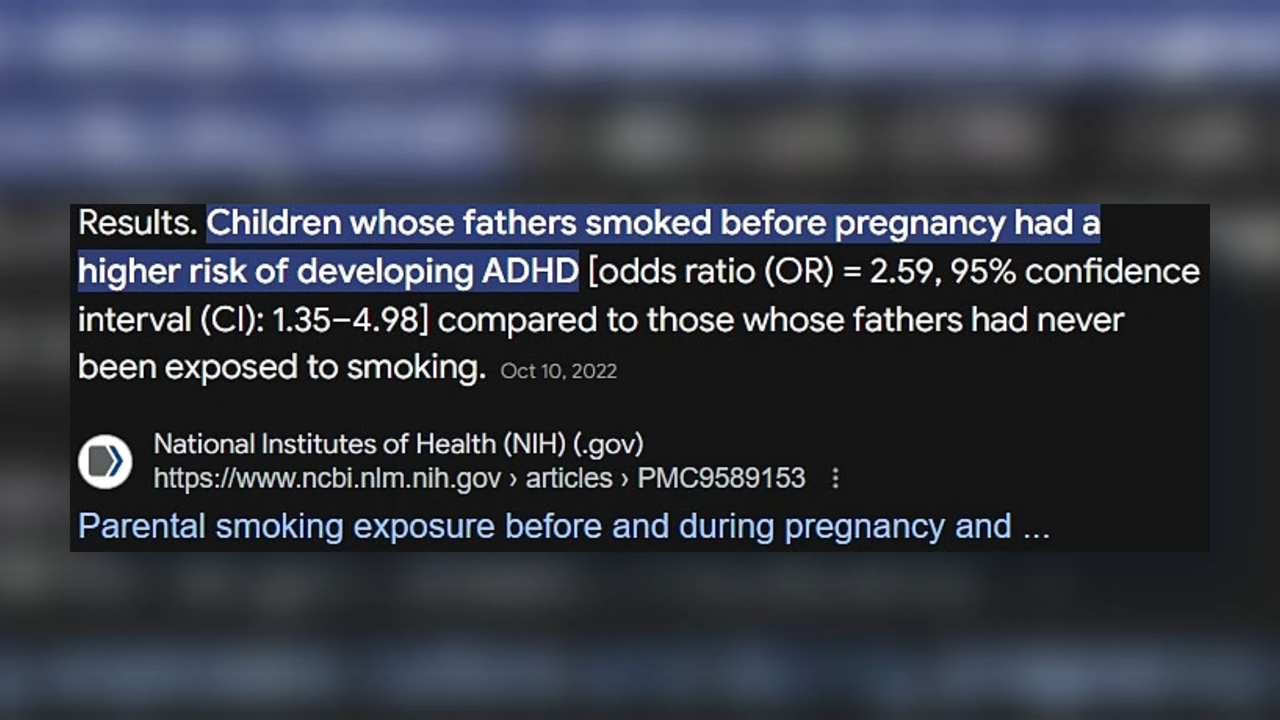 Results. Children whose fathers smoked before pregnancy had a
higher risk of developing ADHD [odds ratio (OR) = 2.59, 95% confidence
interval (CI): 1.35−4.98] compared to those whose fathers had never
been exposed to smoking. Oct 10, 2022
National Institutes of Health (NIH) (.gov)
https://www.ncbi.nlm.nih.gov › articles › PMC9589153
Parental smoking exposure before and during pregnancy and ...